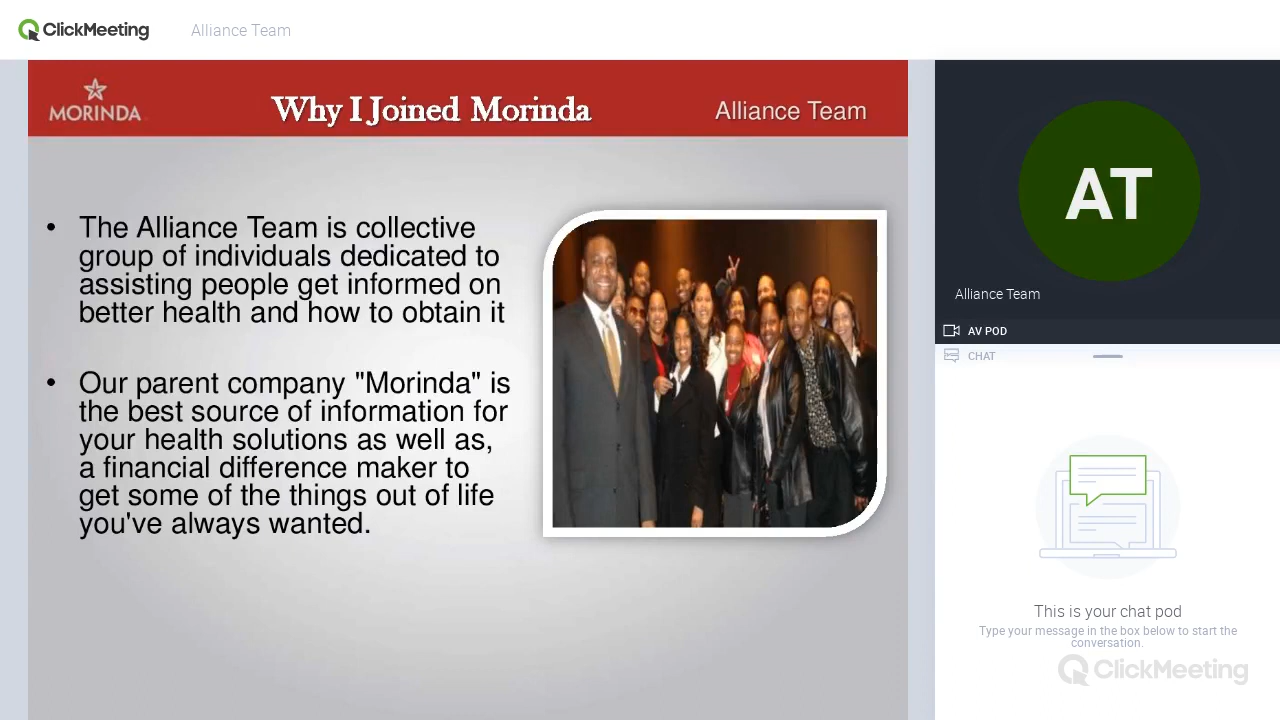 ClickMeeting
Alliance Team
MORINDA
Why I Joined Morinda
Alliance Team
• The Alliance Team is collective
group of individuals dedicated to
assisting people get informed on
better health and how to obtain it
• Our parent company "Morinda" is
the best source of information for
your health solutions as well as,
a financial difference maker to
get some of the things out of life
you've always wanted.
AT
Alliance Team
AV POD
CHAT
This is your chat pod
Type your message in the box below to start the
conversation.
ClickMeeting